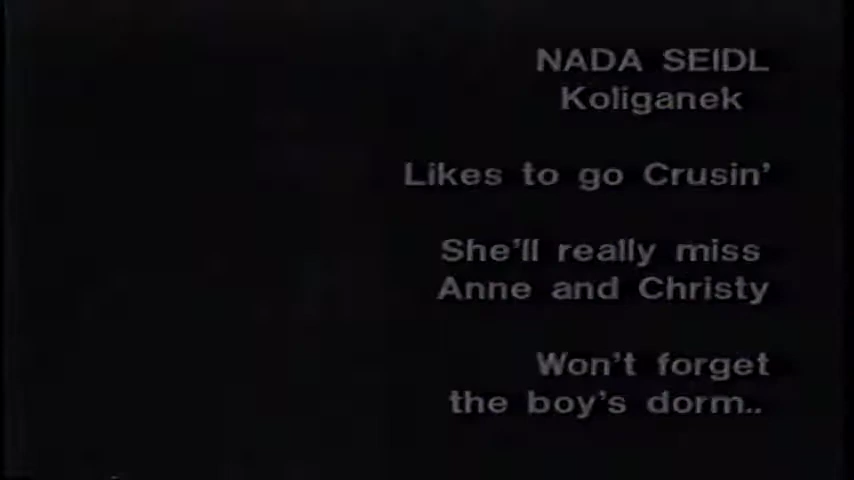 NADA SEIDL
Koliganek
Likes to go Crusin'
She'll really miss
Anne and Christy
Won't forget
the boy's dorm..